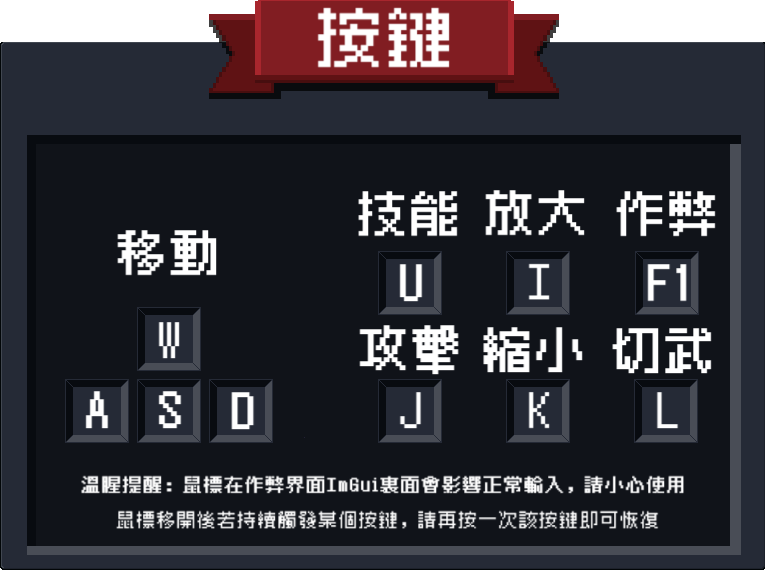 按鍵
移動
W
A S D
技能 放大 作弊
U I F1
攻擊 縮小 切武
J K L
溫腥提醒：鼠標在作弊界面ImGui裏面會影響正常輸入，請小心使用
鼠標移開後若持續觸發某個按鍵，請再按一次該按鍵即可恢復